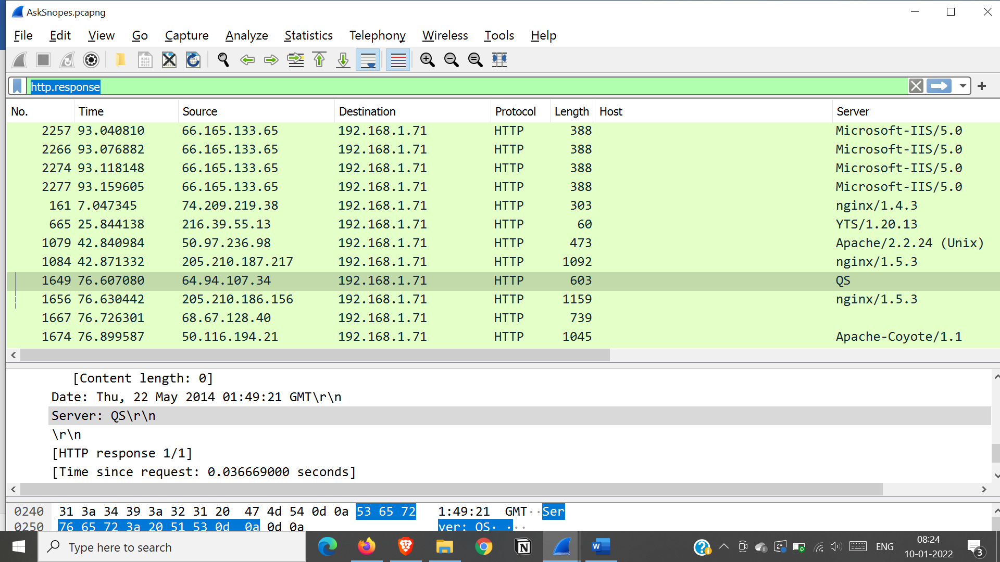 AskSnopes.pcapng
File Edit View Go Capture Analyze Statistics Telephony Wireless Tools Help
http.response
No. Time Source Destination Protocol Length Host Server
2257 93.040810 66.165.133.65 192.168.1.71 HTTP 388 Microsoft-IIS/5.0
2266 93.076882 66.165.133.65 192.168.1.71 HTTP 388 Microsoft-IIS/5.0
2274 93.118148 66.165.133.65 192.168.1.71 HTTP 388 Microsoft-IIS/5.0
2277 93.159605 66.165.133.65 192.168.1.71 HTTP 388 Microsoft-IIS/5.0
161 7.047345 74.209.219.38 192.168.1.71 HTTP 303 nginx/1.4.3
665 25.844138 216.39.55.13 192.168.1.71 HTTP 60 YTS/1.20.13
1079 42.840984 50.97.236.98 192.168.1.71 HTTP 473 Apache/2.2.24 (Unix)
1084 42.871332 205.210.187.217 192.168.1.71 HTTP 1092 nginx/1.5.3
1649 76.607080 64.94.107.34 192.168.1.71 HTTP 603 QS
1656 76.630442 205.210.186.156 192.168.1.71 HTTP 1159 nginx/1.5.3
1667 76.726301 68.67.128.40 192.168.1.71 HTTP 739
1674 76.899587 50.116.194.21 192.168.1.71 HTTP 1045 Apache-Coyote/1.1
[Content length: 0]
Date: Thu, 22 May 2014 01:49:21 GMT\r\n
Server: QS\r\n
\r\n
[HTTP response 1/1]
[Time since request: 0.036669000 seconds]
0240 31 3a 34 39 3a 32 31 20 47 4d 54 0d 0a 53 65 72 1:49:21 GMT··Ser
0250 76 65 72 3a 20 51 53 0d 0a 0d 0a ver: QS· ···
Type here to search
ENG
08:24
10-01-2022
3